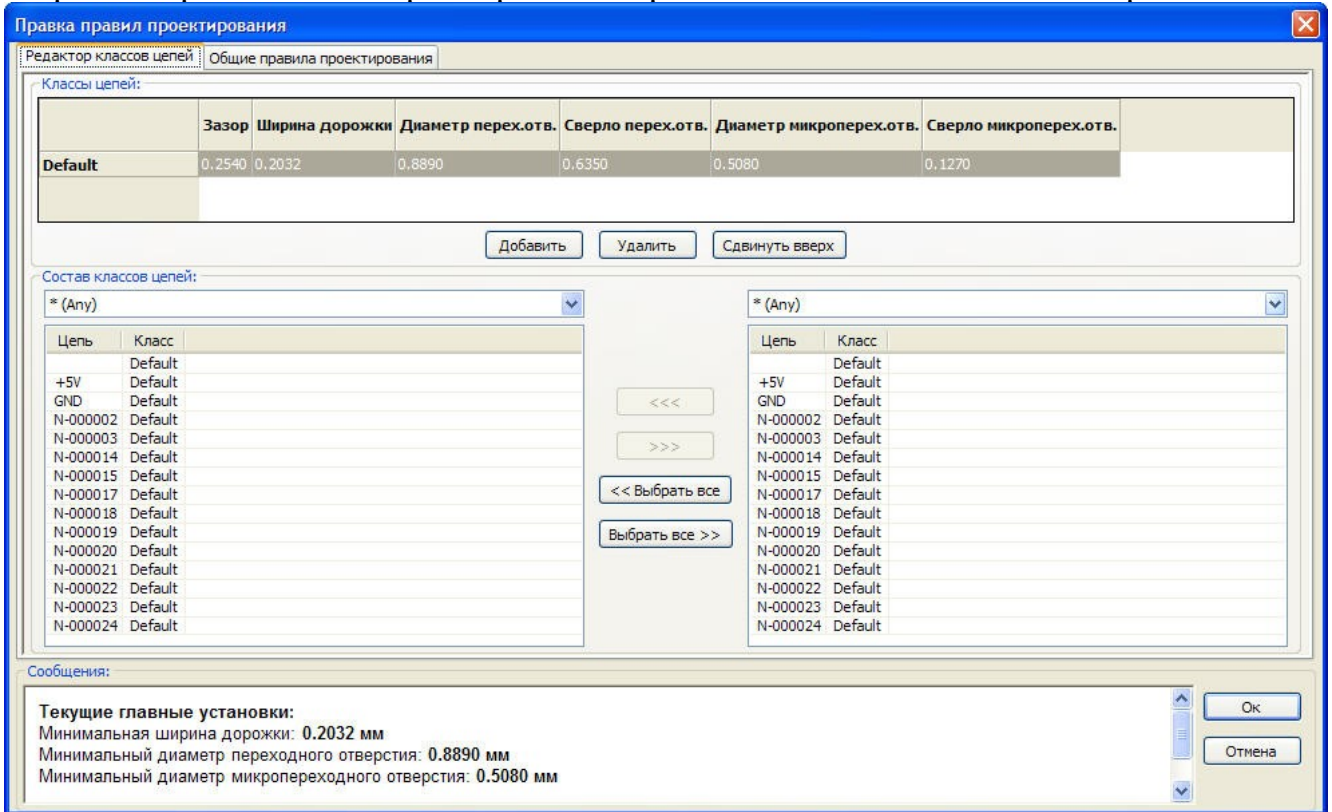 Правка правил проектирования
Редактор классов цепей Общие правила проектирования
Классы цепей:
Зазор Ширина дорожки Диаметр перех.отв. Сверло перех.отв. Диаметр микроперех.отв. Сверло микроперех.отв.
Default 0.2540 0.2032 0.8890 0.6350 0.5080 0.1270
Добавить Удалить Сдвинуть вверх
Состав классов цепей:
* (Any) * (Any)
Цепь Класс Цепь Класс
Default Default
+5V Default +5V Default
GND Default GND Default
<<<
N-000002 Default N-000002 Default
N-000003 Default N-000003 Default
>>>
N-000014 Default N-000014 Default
N-000015 Default N-000015 Default
<< Выбрать все
N-000017 Default N-000017 Default
N-000018 Default N-000018 Default
N-000019 Default N-000019 Default
Выбрать все >>
N-000020 Default N-000020 Default
N-000021 Default N-000021 Default
N-000022 Default N-000022 Default
N-000023 Default N-000023 Default
N-000024 Default N-000024 Default
Сообщения:
Текущие главные установки:
Минимальная ширина дорожки: 0.2032 мм
Минимальный диаметр переходного отверстия: 0.8890 мм
Минимальный диаметр микропереходного отверстия: 0.5080 мм
Ок
Отмена